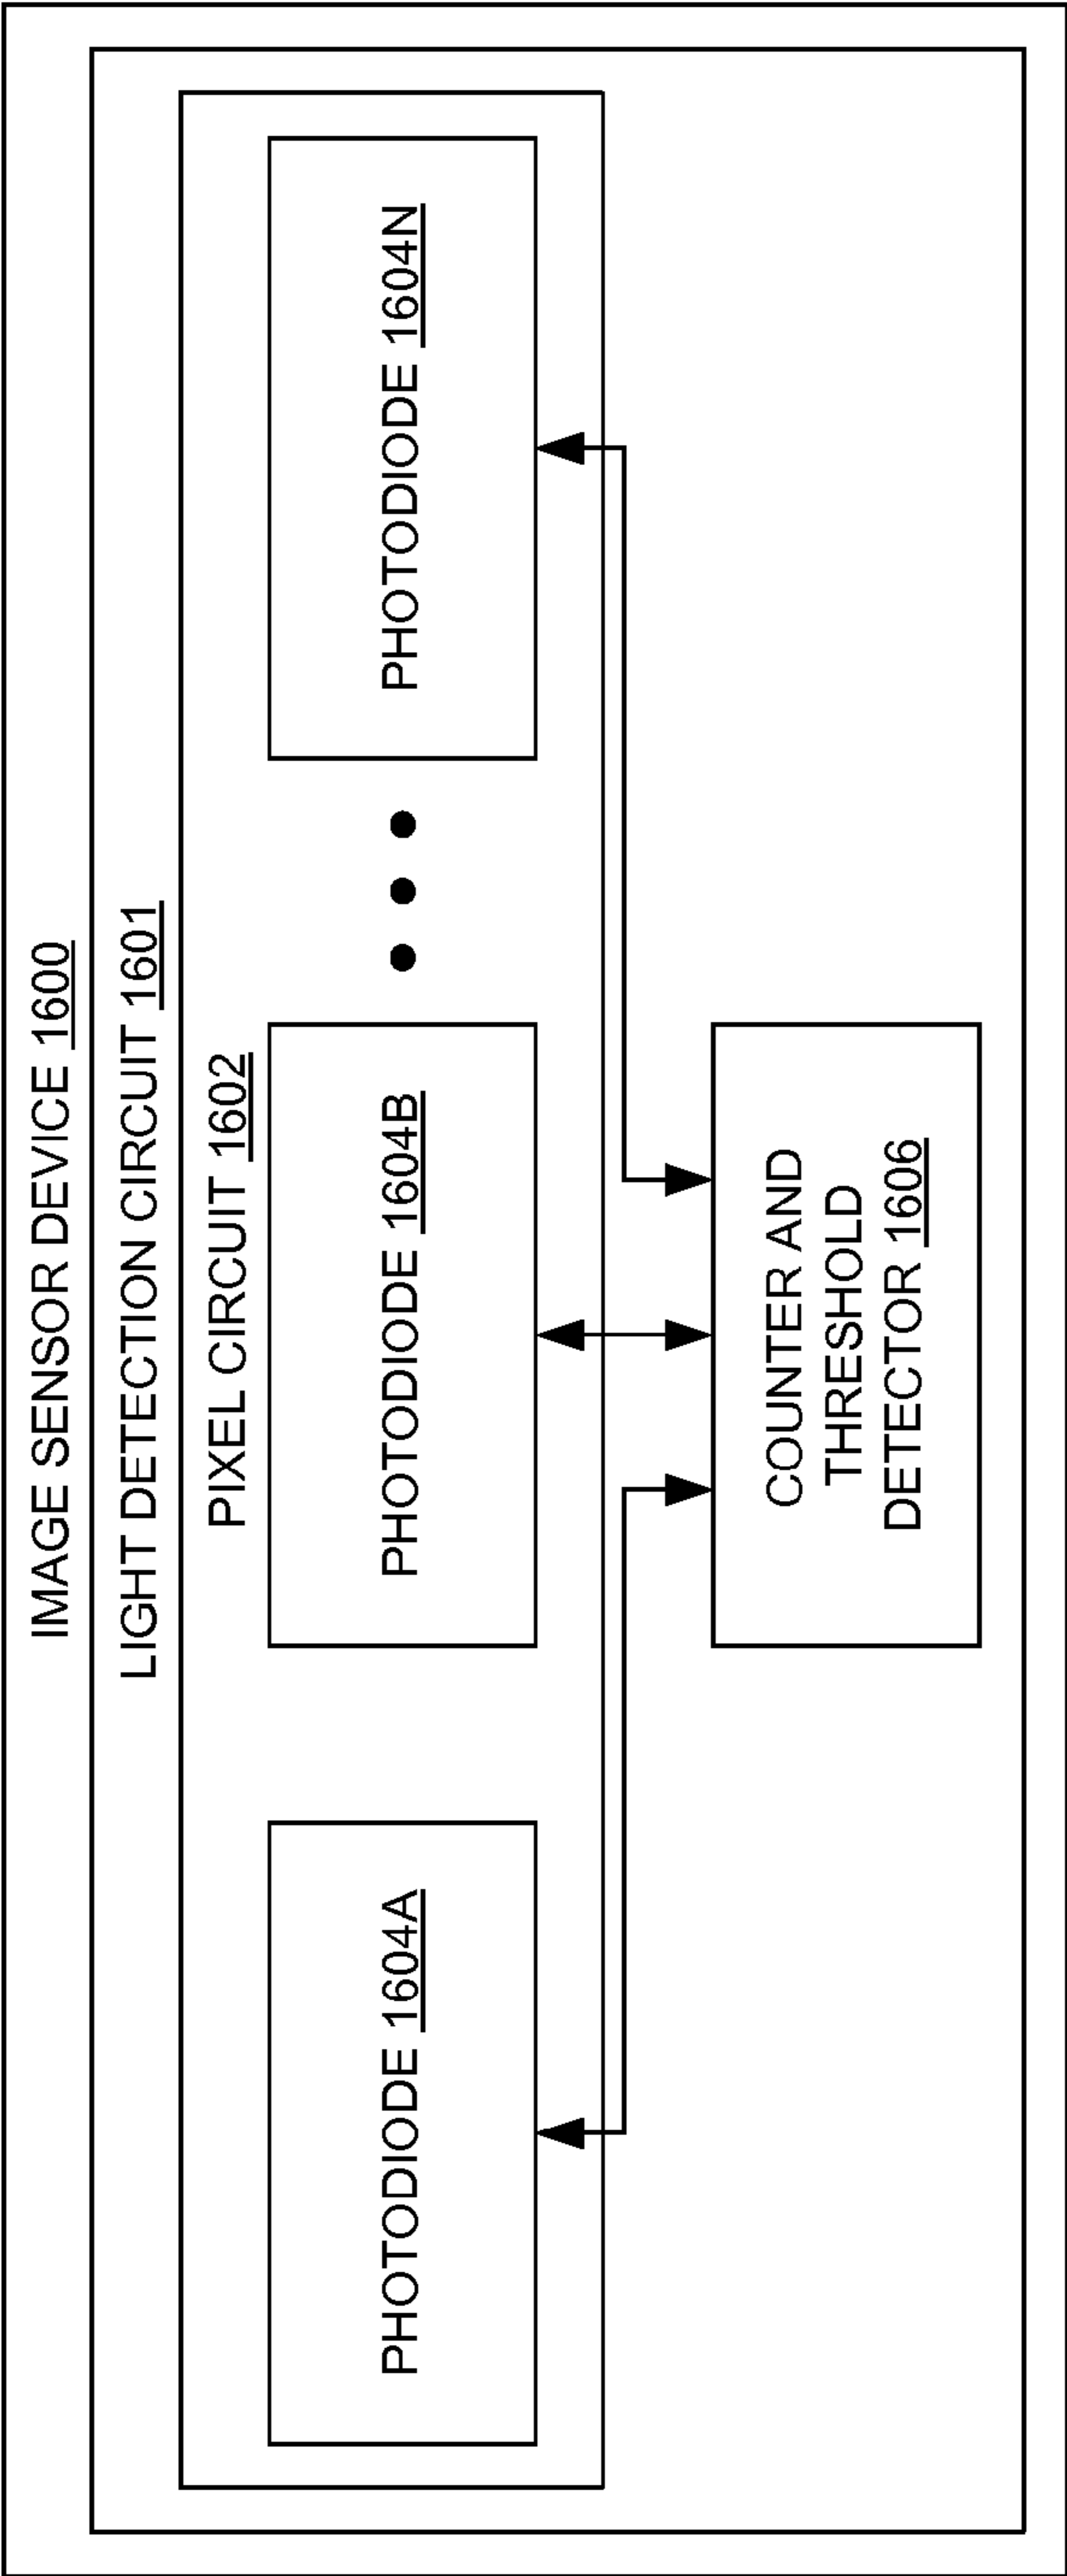 IMAGE SENSOR DEVICE 1600
LIGHT DETECTION CIRCUIT 1601
PIXEL CIRCUIT 1602
PHOTODIODE 1604A
PHOTODIODE 1604B
PHOTODIODE 1604N
COUNTER AND
THRESHOLD
DETECTOR 1606